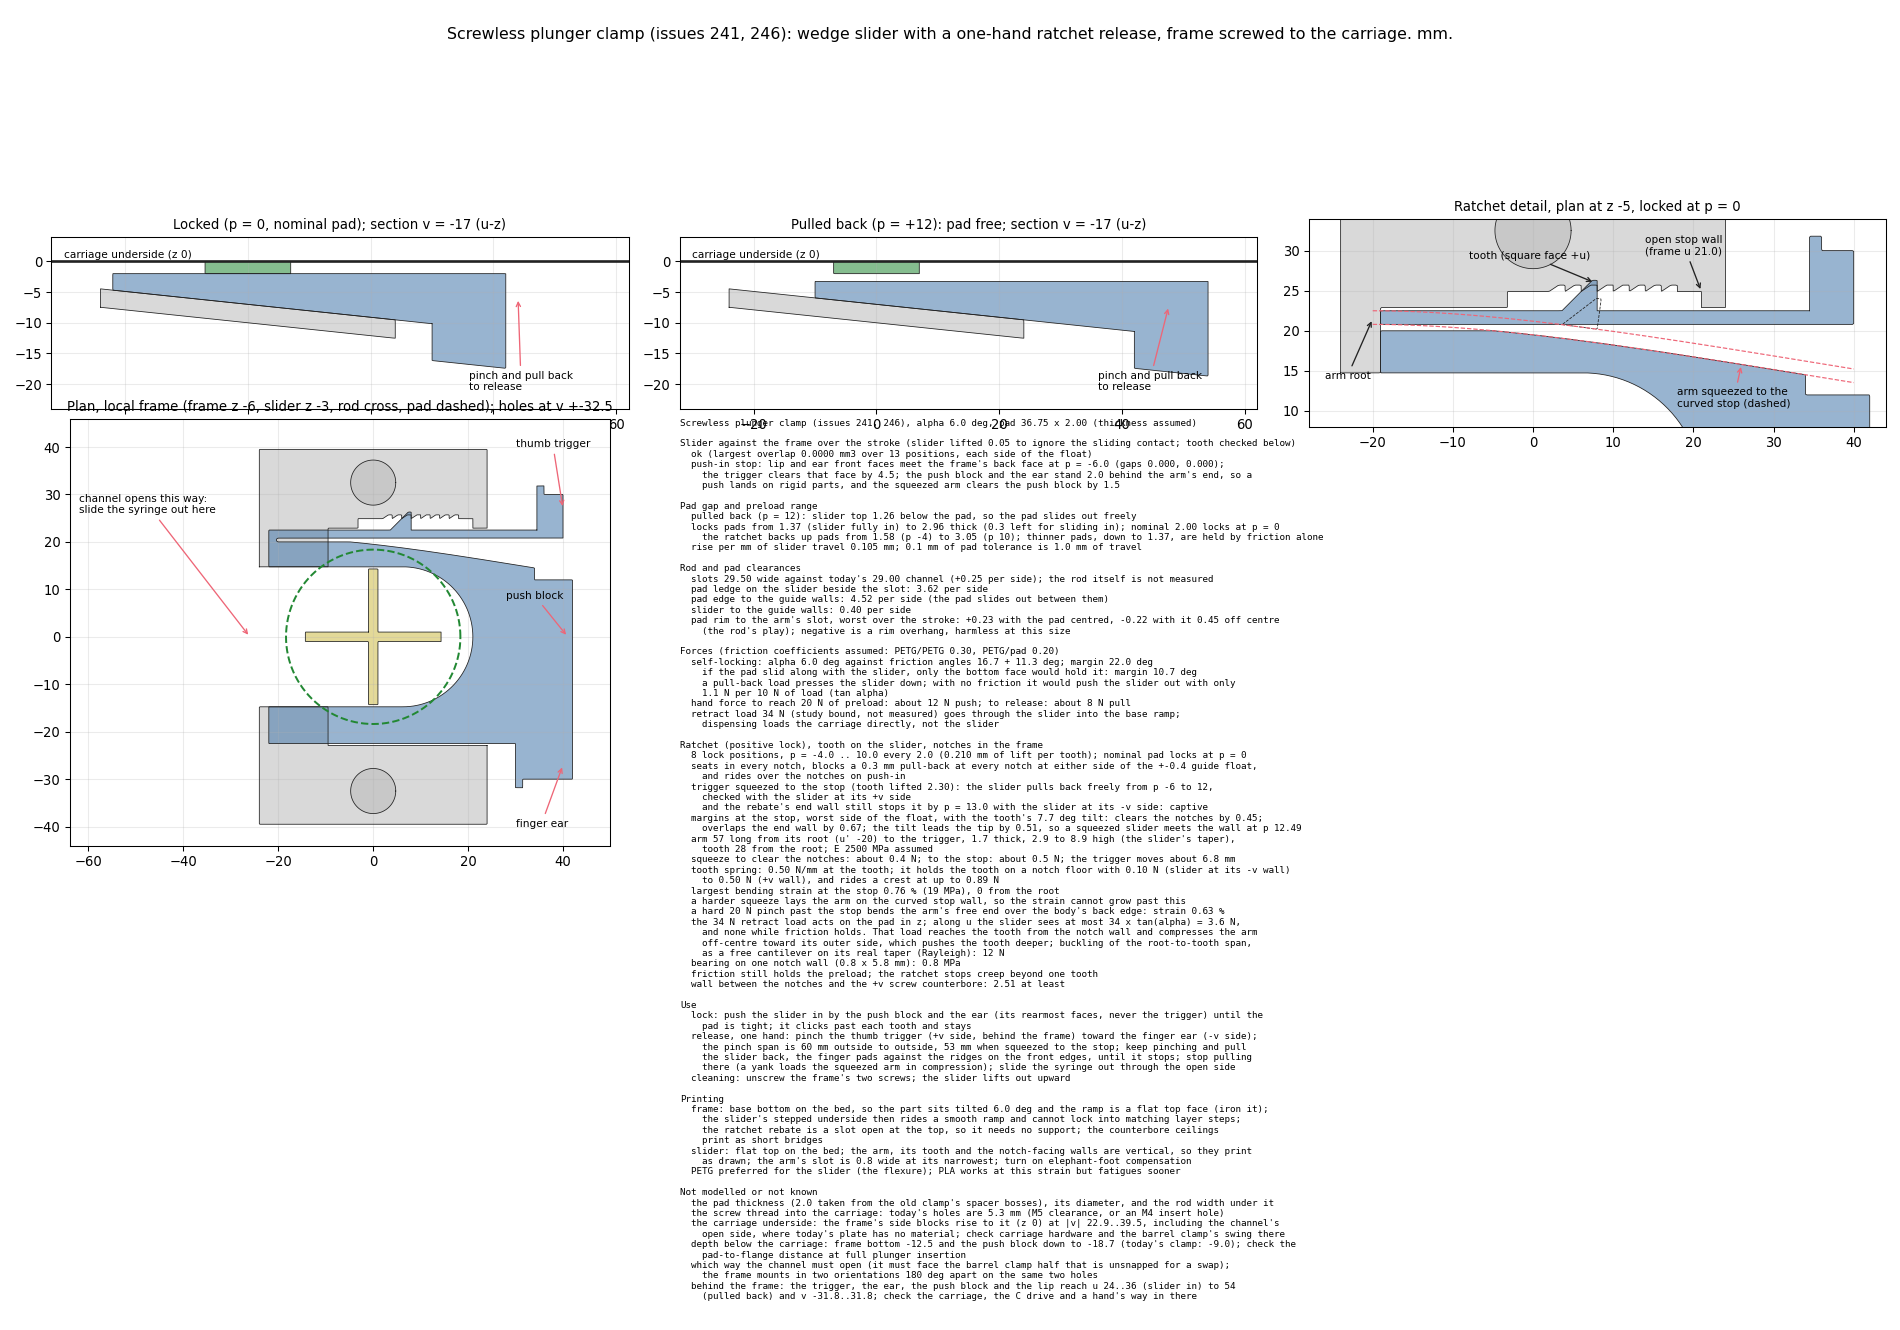 Screwless plunger clamp (issues 241, 246): wedge slider with a one-hand ratchet release, frame screwed to the carriage. mm.
Locked (p = 0, nominal pad); section v = -17 (u-z)
carriage underside (z 0)
0
−5
−10
−15
−20
pinch and pull back
to release
60
Pulled back (p = +12): pad free; section v = -17 (u-z)
carriage underside (z 0)
0
−5
−10
−15
−20
pinch and pull back
to release
−20 0 20 40 60
Ratchet detail, plan at z -5, locked at p = 0
30
25
20
15
10
tooth (square face +u)
open stop wall
(frame u 21.0)
arm root
arm squeezed to the
curved stop (dashed)
−20 −10 0 10 20 30 40
Plan, local frame (frame z -6, slider z -3, rod cross, pad dashed); holes at v +-32.5
40
30
20
10
0
−10
−20
−30
−40
thumb trigger
channel opens this way:
slide the syringe out here
push block
finger ear
−60 −40 −20 0 20 40
Screwless plunger clamp (issues 241, 246), alpha 6.0 deg, pad 36.75 x 2.00 (thickness assumed)
Slider against the frame over the stroke (slider lifted 0.05 to ignore the sliding contact; tooth checked below)
ok (largest overlap 0.0000 mm3 over 13 positions, each side of the float)
push-in stop: lip and ear front faces meet the frame's back face at p = -6.0 (gaps 0.000, 0.000);
the trigger clears that face by 4.5; the push block and the ear stand 2.0 behind the arm's end, so a
push lands on rigid parts, and the squeezed arm clears the push block by 1.5
Pad gap and preload range
pulled back (p = 12): slider top 1.26 below the pad, so the pad slides out freely
locks pads from 1.37 (slider fully in) to 2.96 thick (0.3 left for sliding in); nominal 2.00 locks at p = 0
the ratchet backs up pads from 1.58 (p -4) to 3.05 (p 10); thinner pads, down to 1.37, are held by friction alone
rise per mm of slider travel 0.105 mm; 0.1 mm of pad tolerance is 1.0 mm of travel
Rod and pad clearances
slots 29.50 wide against today's 29.00 channel (+0.25 per side); the rod itself is not measured
pad ledge on the slider beside the slot: 3.62 per side
pad edge to the guide walls: 4.52 per side (the pad slides out between them)
slider to the guide walls: 0.40 per side
pad rim to the arm's slot, worst over the stroke: +0.23 with the pad centred, -0.22 with it 0.45 off centre
(the rod's play); negative is a rim overhang, harmless at this size
Forces (friction coefficients assumed: PETG/PETG 0.30, PETG/pad 0.20)
self-locking: alpha 6.0 deg against friction angles 16.7 + 11.3 deg; margin 22.0 deg
if the pad slid along with the slider, only the bottom face would hold it: margin 10.7 deg
a pull-back load presses the slider down; with no friction it would push the slider out with only
1.1 N per 10 N of load (tan alpha)
hand force to reach 20 N of preload: about 12 N push; to release: about 8 N pull
retract load 34 N (study bound, not measured) goes through the slider into the base ramp;
dispensing loads the carriage directly, not the slider
Ratchet (positive lock), tooth on the slider, notches in the frame
8 lock positions, p = -4.0 .. 10.0 every 2.0 (0.210 mm of lift per tooth); nominal pad locks at p = 0
seats in every notch, blocks a 0.3 mm pull-back at every notch at either side of the +-0.4 guide float,
and rides over the notches on push-in
trigger squeezed to the stop (tooth lifted 2.30): the slider pulls back freely from p -6 to 12,
checked with the slider at its +v side
and the rebate's end wall still stops it by p = 13.0 with the slider at its -v side: captive
margins at the stop, worst side of the float, with the tooth's 7.7 deg tilt: clears the notches by 0.45;
overlaps the end wall by 0.67; the tilt leads the tip by 0.51, so a squeezed slider meets the wall at p 12.49
arm 57 long from its root (u' -20) to the trigger, 1.7 thick, 2.9 to 8.9 high (the slider's taper),
tooth 28 from the root; E 2500 MPa assumed
squeeze to clear the notches: about 0.4 N; to the stop: about 0.5 N; the trigger moves about 6.8 mm
tooth spring: 0.50 N/mm at the tooth; it holds the tooth on a notch floor with 0.10 N (slider at its -v wall)
to 0.50 N (+v wall), and rides a crest at up to 0.89 N
largest bending strain at the stop 0.76 % (19 MPa), 0 from the root
a harder squeeze lays the arm on the curved stop wall, so the strain cannot grow past this
a hard 20 N pinch past the stop bends the arm's free end over the body's back edge: strain 0.63 %
the 34 N retract load acts on the pad in z; along u the slider sees at most 34 x tan(alpha) = 3.6 N,
and none while friction holds. That load reaches the tooth from the notch wall and compresses the arm
off-centre toward its outer side, which pushes the tooth deeper; buckling of the root-to-tooth span,
as a free cantilever on its real taper (Rayleigh): 12 N
bearing on one notch wall (0.8 x 5.8 mm): 0.8 MPa
friction still holds the preload; the ratchet stops creep beyond one tooth
wall between the notches and the +v screw counterbore: 2.51 at least
Use
lock: push the slider in by the push block and the ear (its rearmost faces, never the trigger) until the
pad is tight; it clicks past each tooth and stays
release, one hand: pinch the thumb trigger (+v side, behind the frame) toward the finger ear (-v side);
the pinch span is 60 mm outside to outside, 53 mm when squeezed to the stop; keep pinching and pull
the slider back, the finger pads against the ridges on the front edges, until it stops; stop pulling
there (a yank loads the squeezed arm in compression); slide the syringe out through the open side
cleaning: unscrew the frame's two screws; the slider lifts out upward
Printing
frame: base bottom on the bed, so the part sits tilted 6.0 deg and the ramp is a flat top face (iron it);
the slider's stepped underside then rides a smooth ramp and cannot lock into matching layer steps;
the ratchet rebate is a slot open at the top, so it needs no support; the counterbore ceilings
print as short bridges
slider: flat top on the bed; the arm, its tooth and the notch-facing walls are vertical, so they print
as drawn; the arm's slot is 0.8 wide at its narrowest; turn on elephant-foot compensation
PETG preferred for the slider (the flexure); PLA works at this strain but fatigues sooner
Not modelled or not known
the pad thickness (2.0 taken from the old clamp's spacer bosses), its diameter, and the rod width under it
the screw thread into the carriage: today's holes are 5.3 mm (M5 clearance, or an M4 insert hole)
the carriage underside: the frame's side blocks rise to it (z 0) at |v| 22.9..39.5, including the channel's
open side, where today's plate has no material; check carriage hardware and the barrel clamp's swing there
depth below the carriage: frame bottom -12.5 and the push block down to -18.7 (today's clamp: -9.0); check the
pad-to-flange distance at full plunger insertion
which way the channel must open (it must face the barrel clamp half that is unsnapped for a swap);
the frame mounts in two orientations 180 deg apart on the same two holes
behind the frame: the trigger, the ear, the push block and the lip reach u 24..36 (slider in) to 54
(pulled back) and v -31.8..31.8; check the carriage, the C drive and a hand's way in there